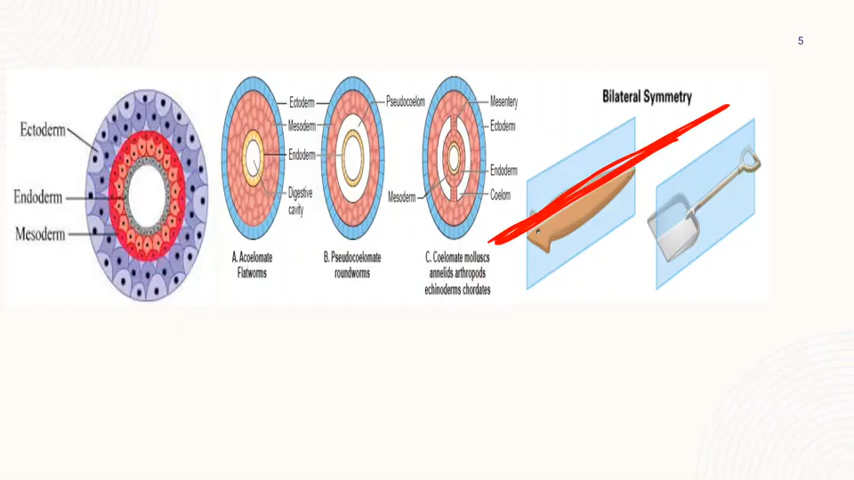 5
Ectoderm
Endoderm
Mesoderm
Ectoderm
Mesoderm
Endoderm
Digestive
cavity
A. Acoelomate
Flatworms
Pseudocoelom
B. Pseudocoelomate
roundworms
Mesentery
Ectoderm
Endoderm
Mesoderm
Coelom
C. Coelomate molluscs
annelids arthropods
echinoderms chordates
Bilateral Symmetry